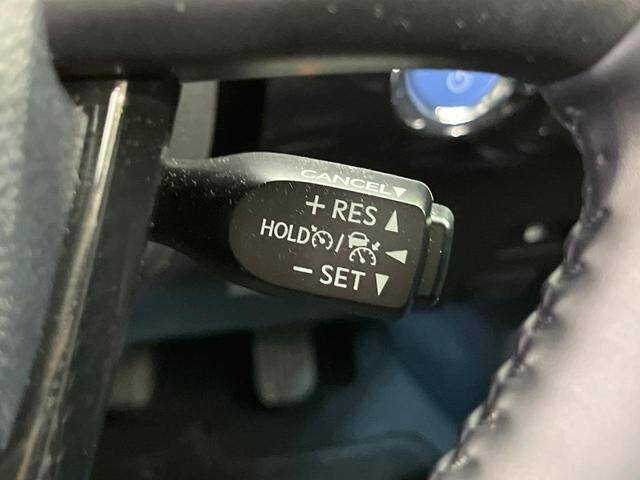 CANCEL▼
+ RES ▲
HOLD / ◀
− SET ▼